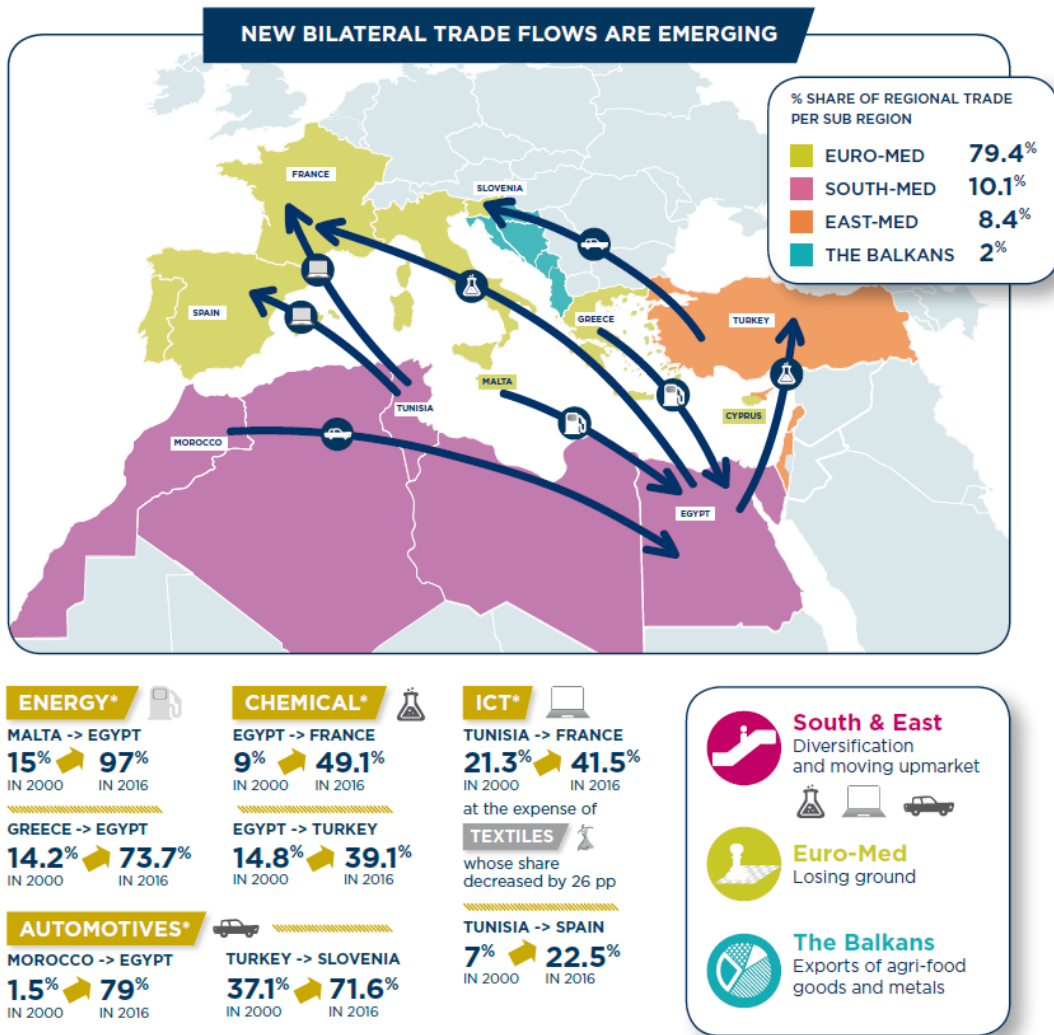 NEW BILATERAL TRADE FLOWS ARE EMERGING
% SHARE OF REGIONAL TRADE
PER SUB REGION
EURO-MED 79.4%
SOUTH-MED 10.1%
EAST-MED 8.4%
THE BALKANS 2%
FRANCE
SLOVENIA
SPAIN
GREECE
TURKEY
MALTA
CYPRUS
TUNISIA
MOROCCO
EGYPT
ENERGY*
MALTA -> EGYPT
15% 97%
IN 2000 IN 2016
GREECE -> EGYPT
14.2% 73.7%
IN 2000 IN 2016
CHEMICAL*
EGYPT -> FRANCE
9% 49.1%
IN 2000 IN 2016
EGYPT -> TURKEY
14.8% 39.1%
IN 2000 IN 2016
AUTOMOTIVES*
MOROCCO -> EGYPT
1.5% 79%
IN 2000 IN 2016
TURKEY -> SLOVENIA
37.1% 71.6%
IN 2000 IN 2016
ICT*
TUNISIA -> FRANCE
21.3% 41.5%
IN 2000 IN 2016
at the expense of
TEXTILES
whose share
decreased by 26 pp
TUNISIA -> SPAIN
7% 22.5%
IN 2000 IN 2016
South & East
Diversification
and moving upmarket
Euro-Med
Losing ground
The Balkans
Exports of agri-food
goods and metals